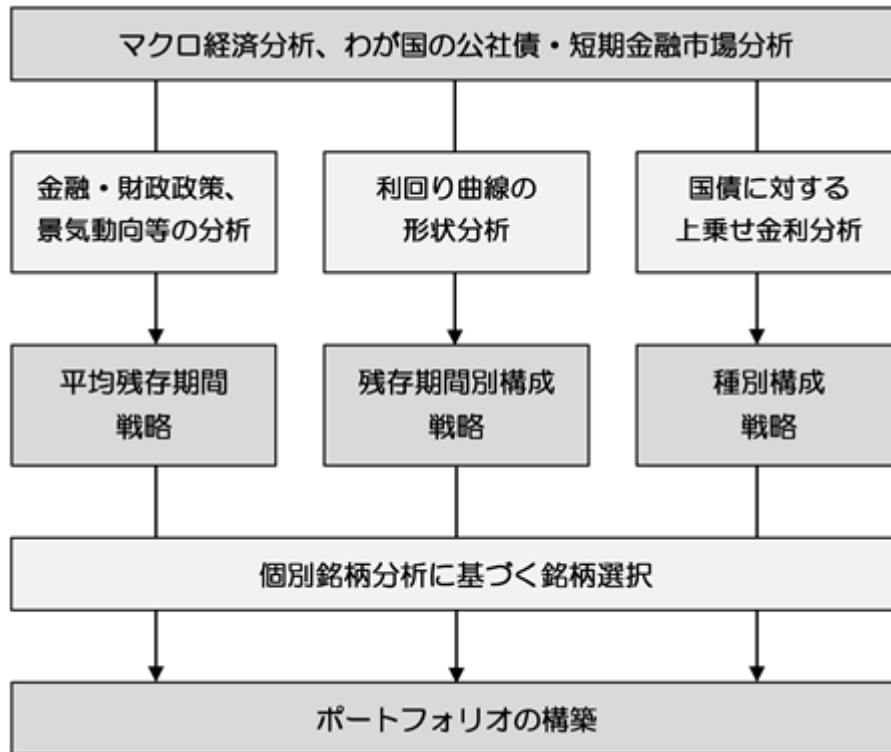 マクロ経済分析、わが国の公社債・短期金融市場分析
金融・財政政策、
景気動向等の分析
利回り曲線の
形状分析
国債に対する
上乗せ金利分析
平均残存期間
戦略
残存期間別構成
戦略
種別構成
戦略
個別銘柄分析に基づく銘柄選択
ポートフォリオの構築